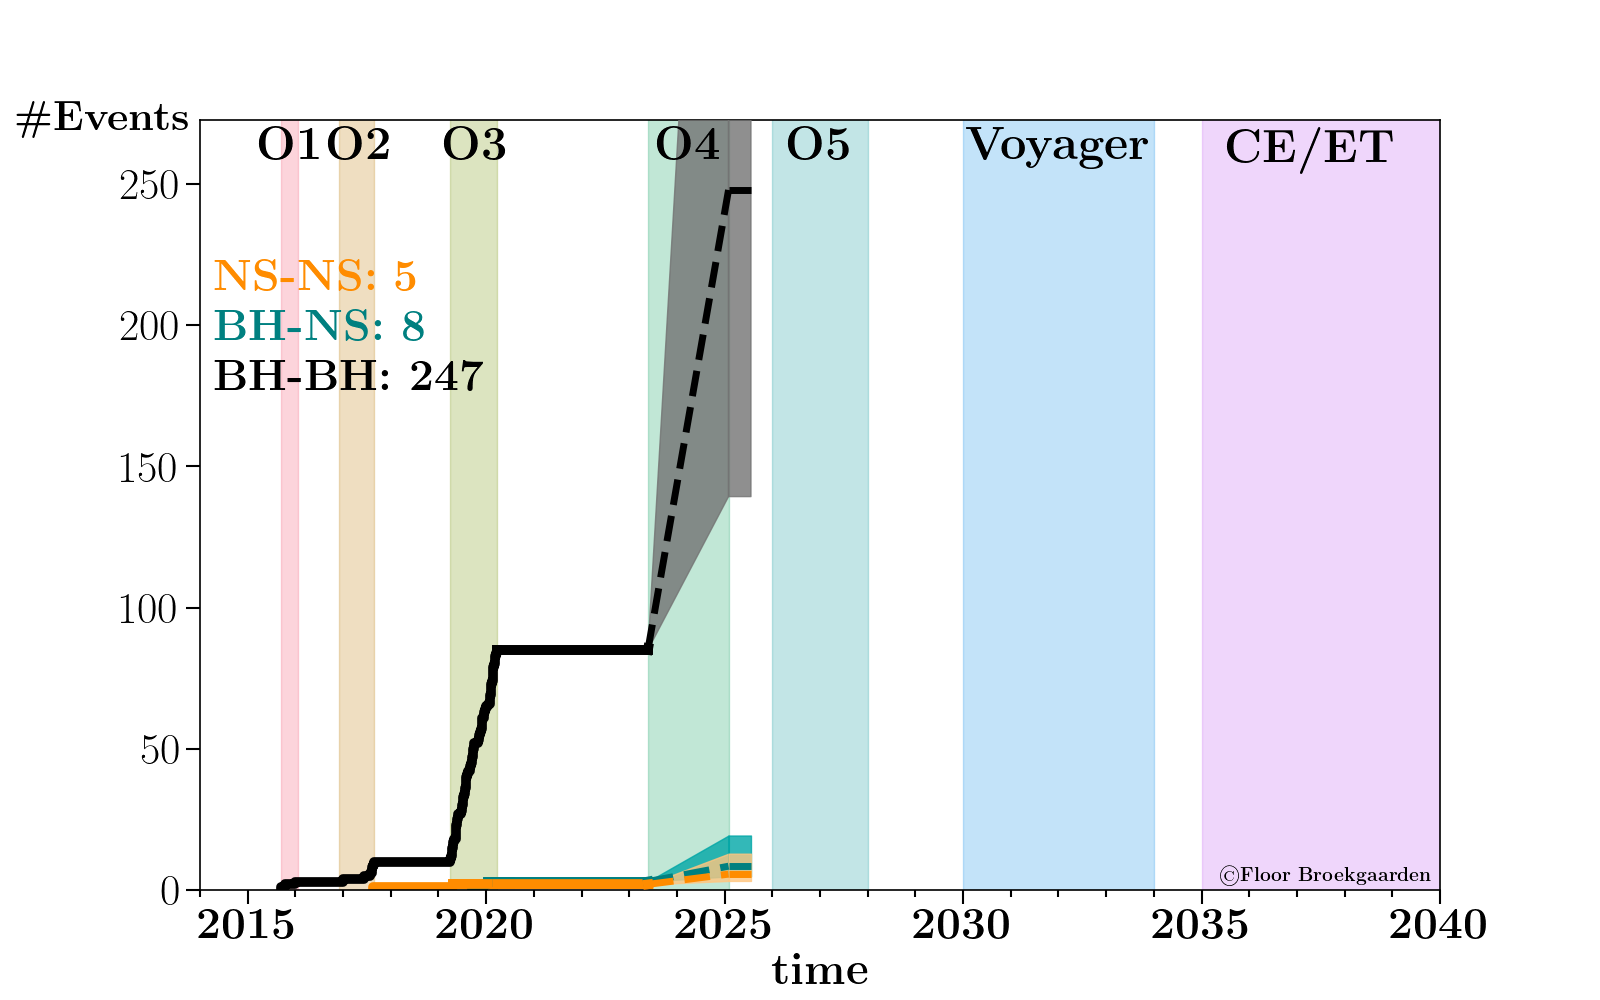 #Events
O1 O2 O3 O4 O5 Voyager CE/ET
250
NS-NS: 5
200
BH-NS: 8
BH-BH: 247
150
100
50
©Floor Broekgaarden
0
2015 2020 2025 2030 2035 2040
time